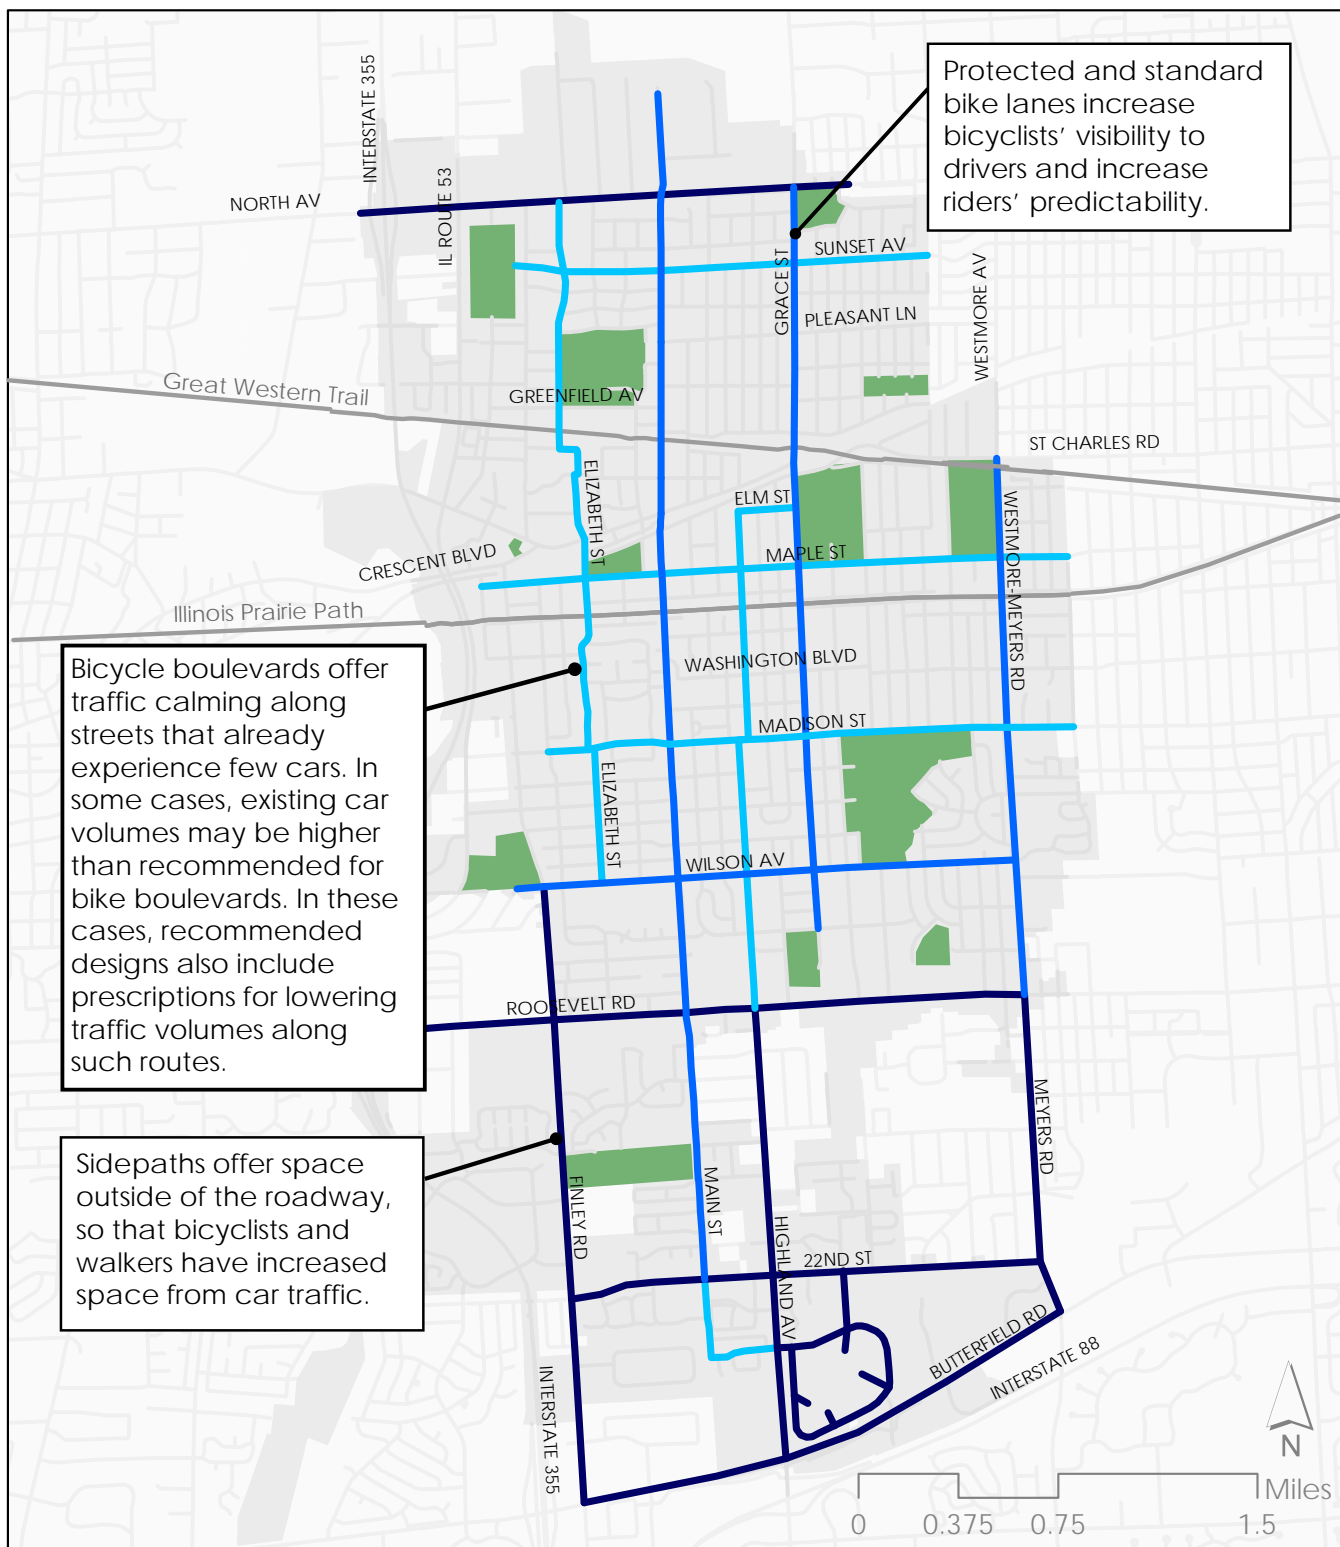 Protected and standard
bike lanes increase
bicyclists’ visibility to
drivers and increase
riders’ predictability.
INTERSTATE 355
IL ROUTE 53
NORTH AV
SUNSET AV
GRACE ST
PLEASANT LN
WESTMORE AV
Great Western Trail
GREENFIELD AV
ST CHARLES RD
ELIZABETH ST
ELM ST
WESTMORE-MEYERS RD
CRESCENT BLVD
MAPLE ST
Illinois Prairie Path
WASHINGTON BLVD
Bicycle boulevards offer
traffic calming along
streets that already
experience few cars. In
some cases, existing car
volumes may be higher
than recommended for
bike boulevards. In these
cases, recommended
designs also include
prescriptions for lowering
traffic volumes along
such routes.
MADISON ST
ELIZABETH ST
WILSON AV
ROOSEVELT RD
MEYERS RD
Sidepaths offer space
outside of the roadway,
so that bicyclists and
walkers have increased
space from car traffic.
FINLEY RD
MAIN ST
HIGHLAND AV
22ND ST
BUTTERFIELD RD
INTERSTATE 88
INTERSTATE 355
N
Miles
0 0.375 0.75 1.5